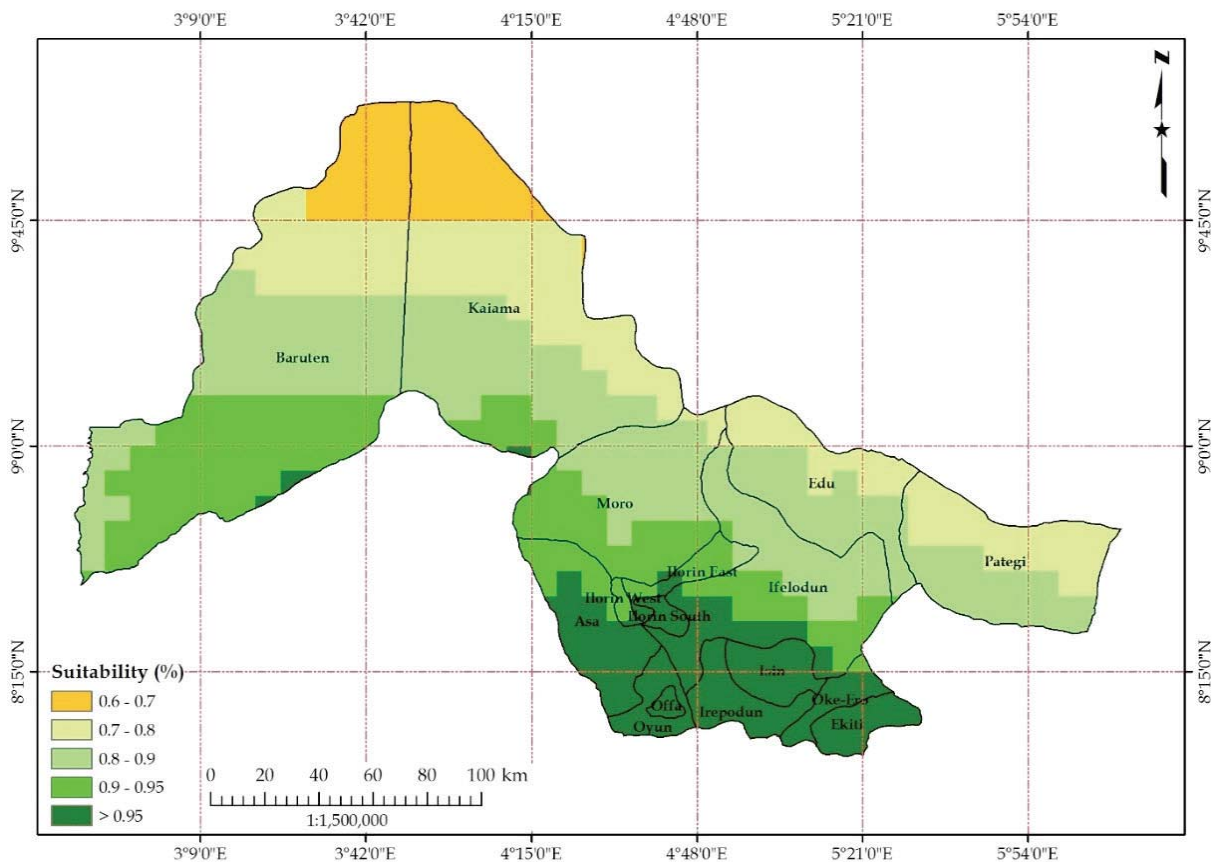 3°9'0"E 3°42'0"E 4°15'0"E 4°48'0"E 5°21'0"E 5°54'0"E
N
9°45'0"N 9°45'0"N
Kaiama
Baruten
9°0'0"N 9°0'0"N
Edu
Moro
Pategi
Ilorin East
Ifelodun
Ilorin West
Ilorin South
Asa
8°15'0"N 8°15'0"N
Isin
Oke-Ero
Offa
Irepodun
Ekiti
Oyun
Suitability (%)
0.6 - 0.7
0.7 - 0.8
0.8 - 0.9
0.9 - 0.95
> 0.95
0 20 40 60 80 100 km
1:1,500,000
3°9'0"E 3°42'0"E 4°15'0"E 4°48'0"E 5°21'0"E 5°54'0"E